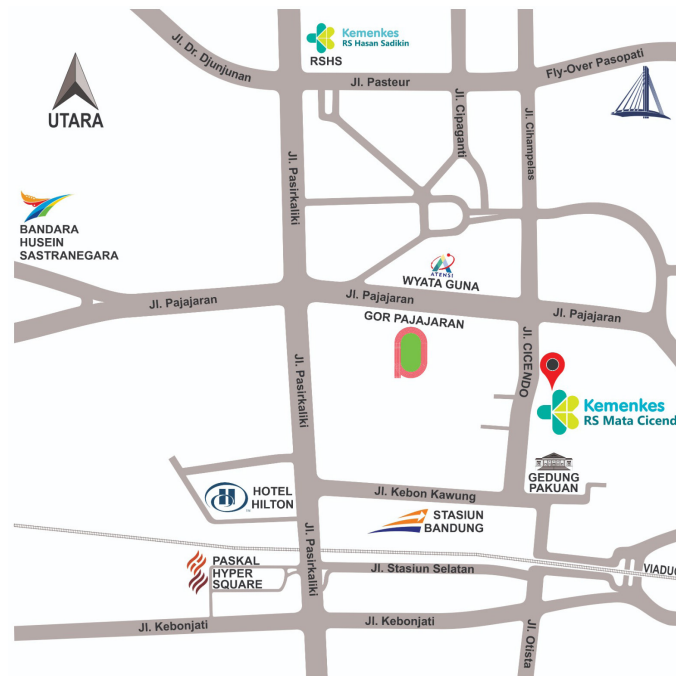 Jl. Dr. Djunjunan
Kemenkes
RS Hasan Sadikin
RSHS
Jl. Pasteur
Fly-Over Pasopati
UTARA
Jl. Cipaganti
Jl. Cihampelas
Jl. Pasirkaliki
BANDARA
HUSEIN
SASTRANEGARA
ATENSI
WYATA GUNA
Jl. Pajajaran
Jl. Pajajaran
Jl. Pajajaran
GOR PAJAJARAN
Jl. CICENDO
Jl. Pasirkaliki
Kemenkes
RS Mata Cicend
GEDUNG
PAKUAN
HOTEL
HILTON
H
Jl. Kebon Kawung
STASIUN
BANDUNG
Jl. Pasirkaliki
PASKAL
HYPER
SQUARE
Jl. Stasiun Selatan
VIADUC
Jl. Kebonjati
Jl. Kebonjati
Jl. Otista